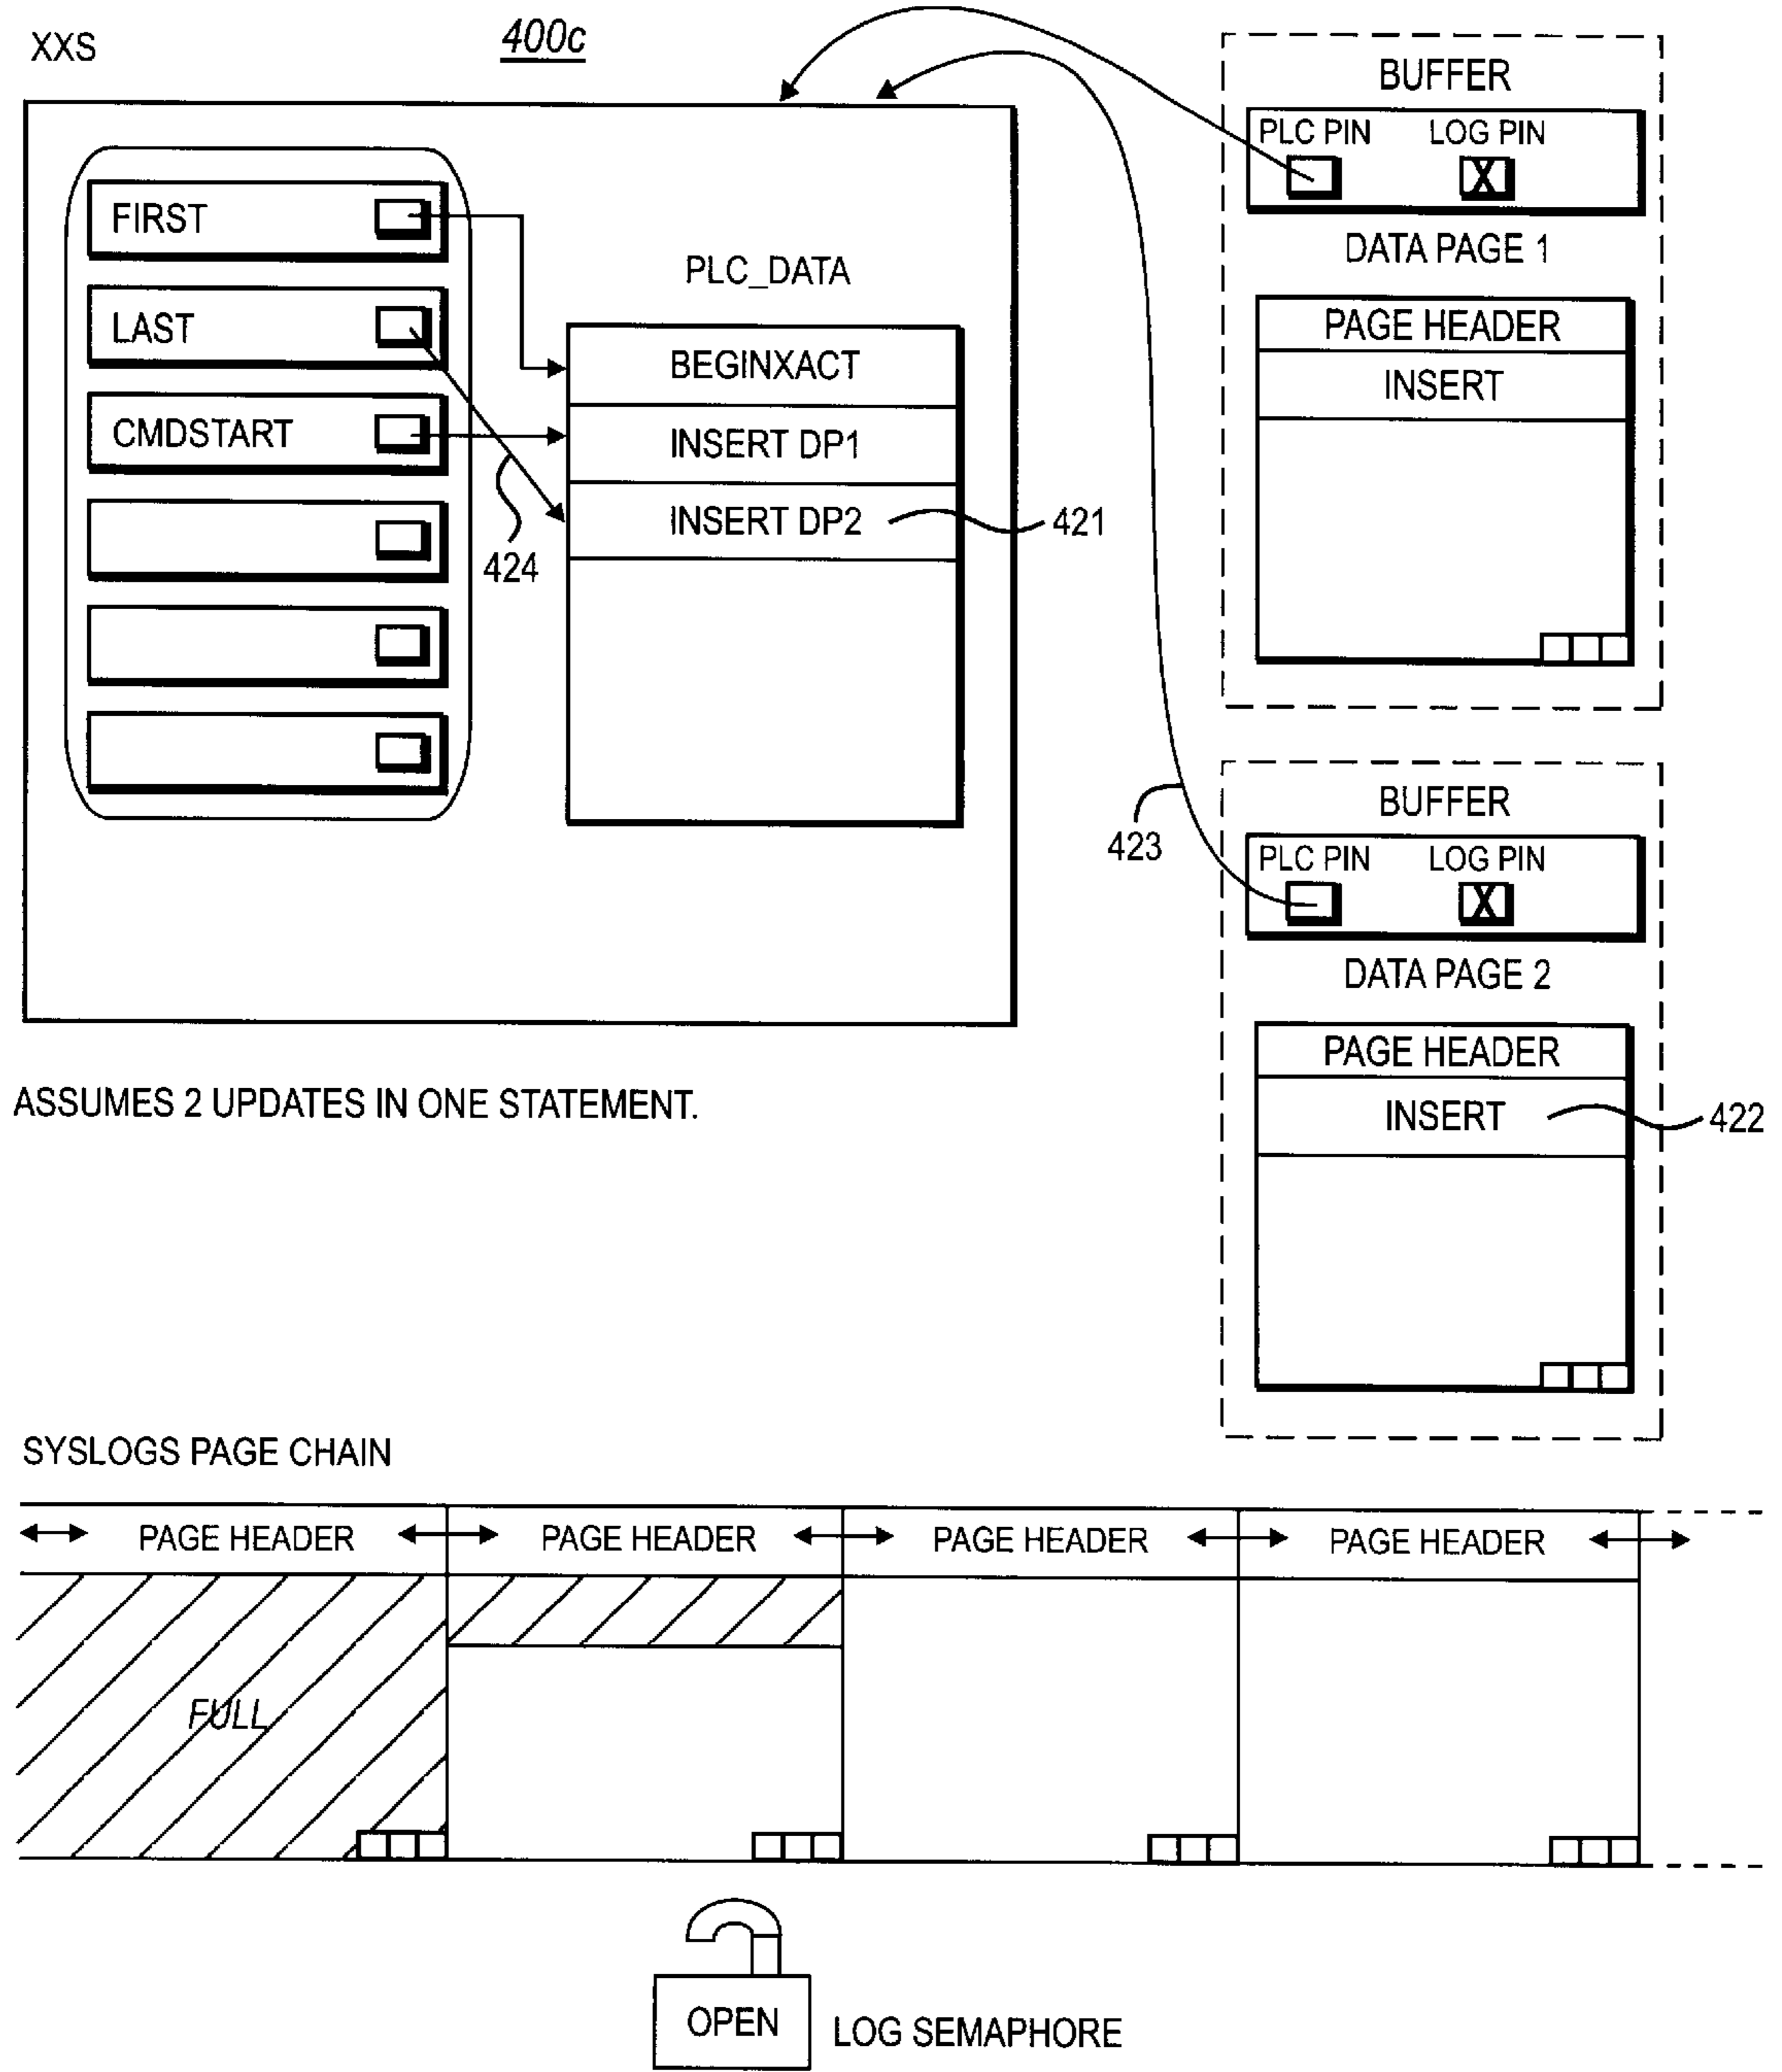 XXS
400c
FIRST
LAST
CMDSTART
424
PLC_DATA
BEGINXACT
INSERT DP1
INSERT DP2
421
BUFFER
PLC PIN LOG PIN
X
DATA PAGE 1
PAGE HEADER
INSERT
423
BUFFER
PLC PIN LOG PIN
X
DATA PAGE 2
PAGE HEADER
INSERT
422
ASSUMES 2 UPDATES IN ONE STATEMENT.
SYSLOGS PAGE CHAIN
PAGE HEADER PAGE HEADER PAGE HEADER PAGE HEADER
FULL
OPEN
LOG SEMAPHORE